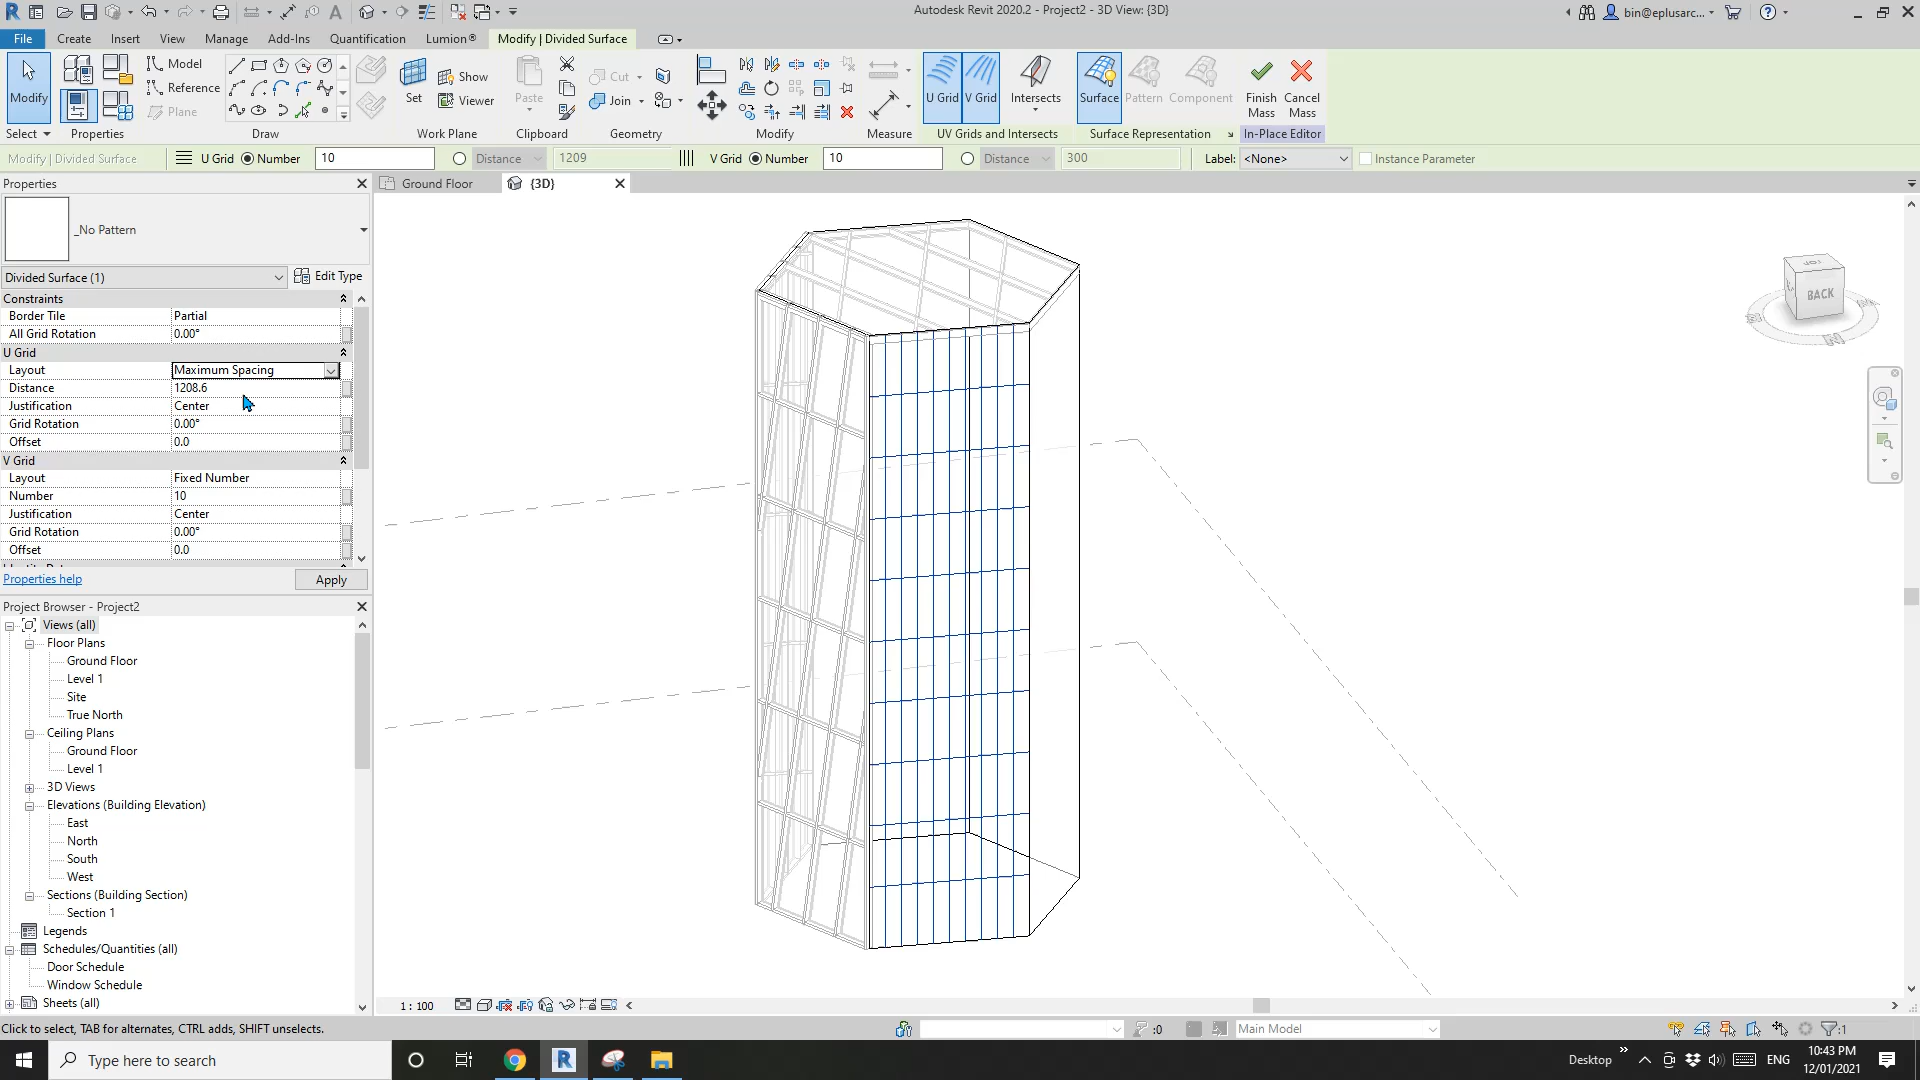 Autodesk Revit 2020.2 - Project2 - 3D View: {3D}
bin@eplusarc...
File Create Insert View Manage Add-Ins Quantification Lumion® Modify | Divided Surface
Modify
Select
Properties
Model
Reference
Plane
Draw
Set
Show
Viewer
Work Plane
Paste
Clipboard
Cut
Join
Geometry
Modify
Measure
U Grid V Grid Intersects
UV Grids and Intersects
Surface Pattern Component
Surface Representation
Finish Mass
Cancel Mass
In-Place Editor
Modify | Divided Surface U Grid Number 10 Distance 1209 V Grid Number 10 Distance 300 Label: <None> Instance Parameter
Properties
Ground Floor
{3D}
_No Pattern
Divided Surface (1) Edit Type
Constraints
Border Tile Partial
All Grid Rotation 0.00°
U Grid
Layout Maximum Spacing
Distance 1208.6
Justification Center
Grid Rotation 0.00°
Offset 0.0
V Grid
Layout Fixed Number
Number 10
Justification Center
Grid Rotation 0.00°
Offset 0.0
Properties help Apply
Project Browser - Project2
Views (all)
Floor Plans
Ground Floor
Level 1
Site
True North
Ceiling Plans
Ground Floor
Level 1
3D Views
Elevations (Building Elevation)
East
North
South
West
Sections (Building Section)
Section 1
Legends
Schedules/Quantities (all)
Door Schedule
Window Schedule
Sheets (all)
BACK
1 : 100
Click to select, TAB for alternates, CTRL adds, SHIFT unselects.
:0
Main Model
:1
Type here to search
Desktop
ENG
10:43 PM
12/01/2021